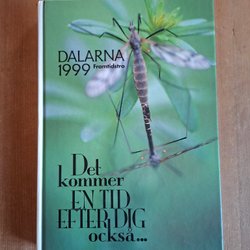 DALARNA
1999 Framtidstro
Det
kommer
EN TID
EFTER DIG
också...